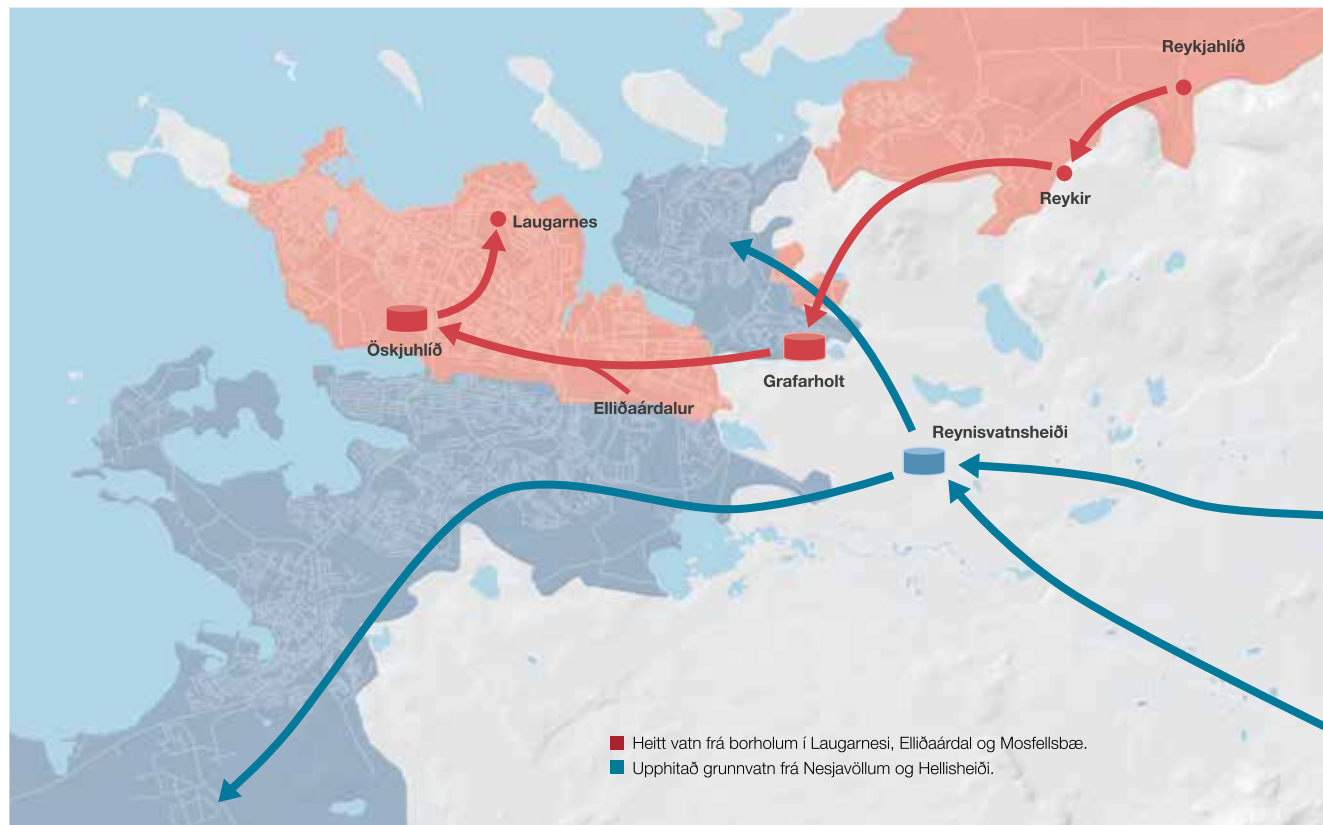 Reykjahlíð
Reykir
Laugarnes
Öskjuhlíð
Grafarholt
Elliðaárdalur
Reynisvatnsheiði
Heitt vatn frá borholum í Laugarnesi, Elliðaárdal og Mosfellsbæ.
Upphitað grunnvatn frá Nesjavöllum og Hellisheiði.